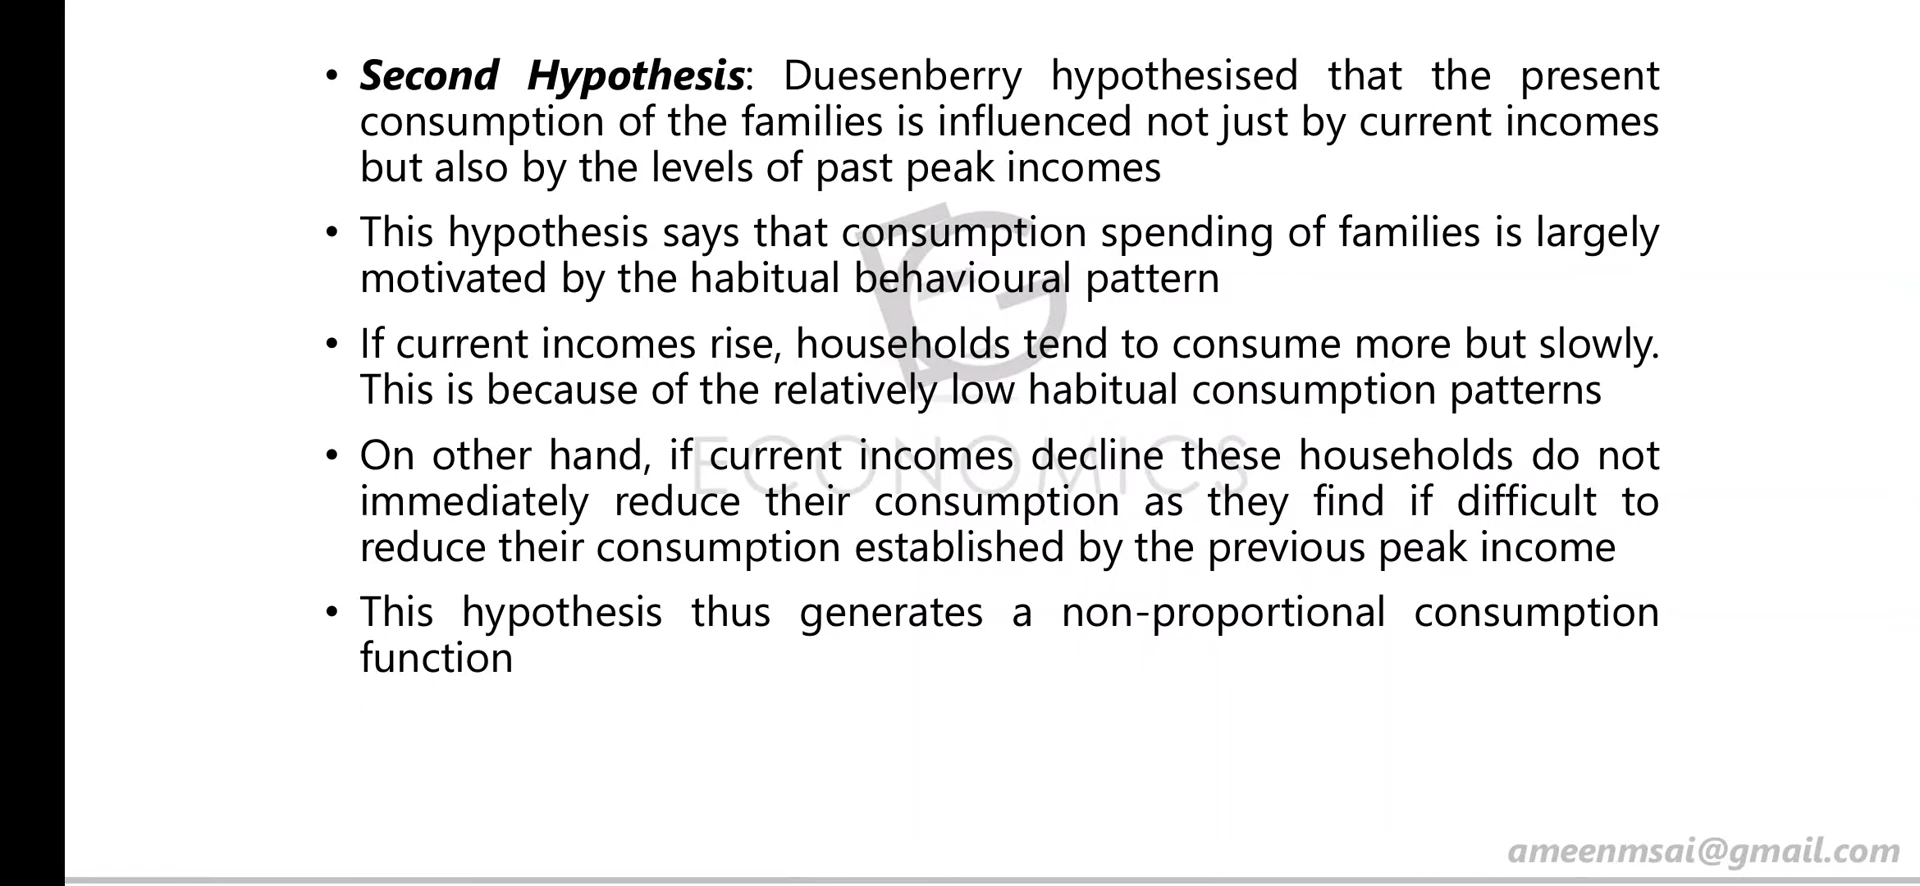 • Second Hypothesis: Duesenberry hypothesised that the present
consumption of the families is influenced not just by current incomes
but also by the levels of past peak incomes
• This hypothesis says that consumption spending of families is largely
motivated by the habitual behavioural pattern
• If current incomes rise, households tend to consume more but slowly.
This is because of the relatively low habitual consumption patterns
• On other hand, if current incomes decline these households do not
immediately reduce their consumption as they find if difficult to
reduce their consumption established by the previous peak income
• This hypothesis thus generates a non-proportional consumption
function
ECONOMICS
ameenmsai@gmail.com